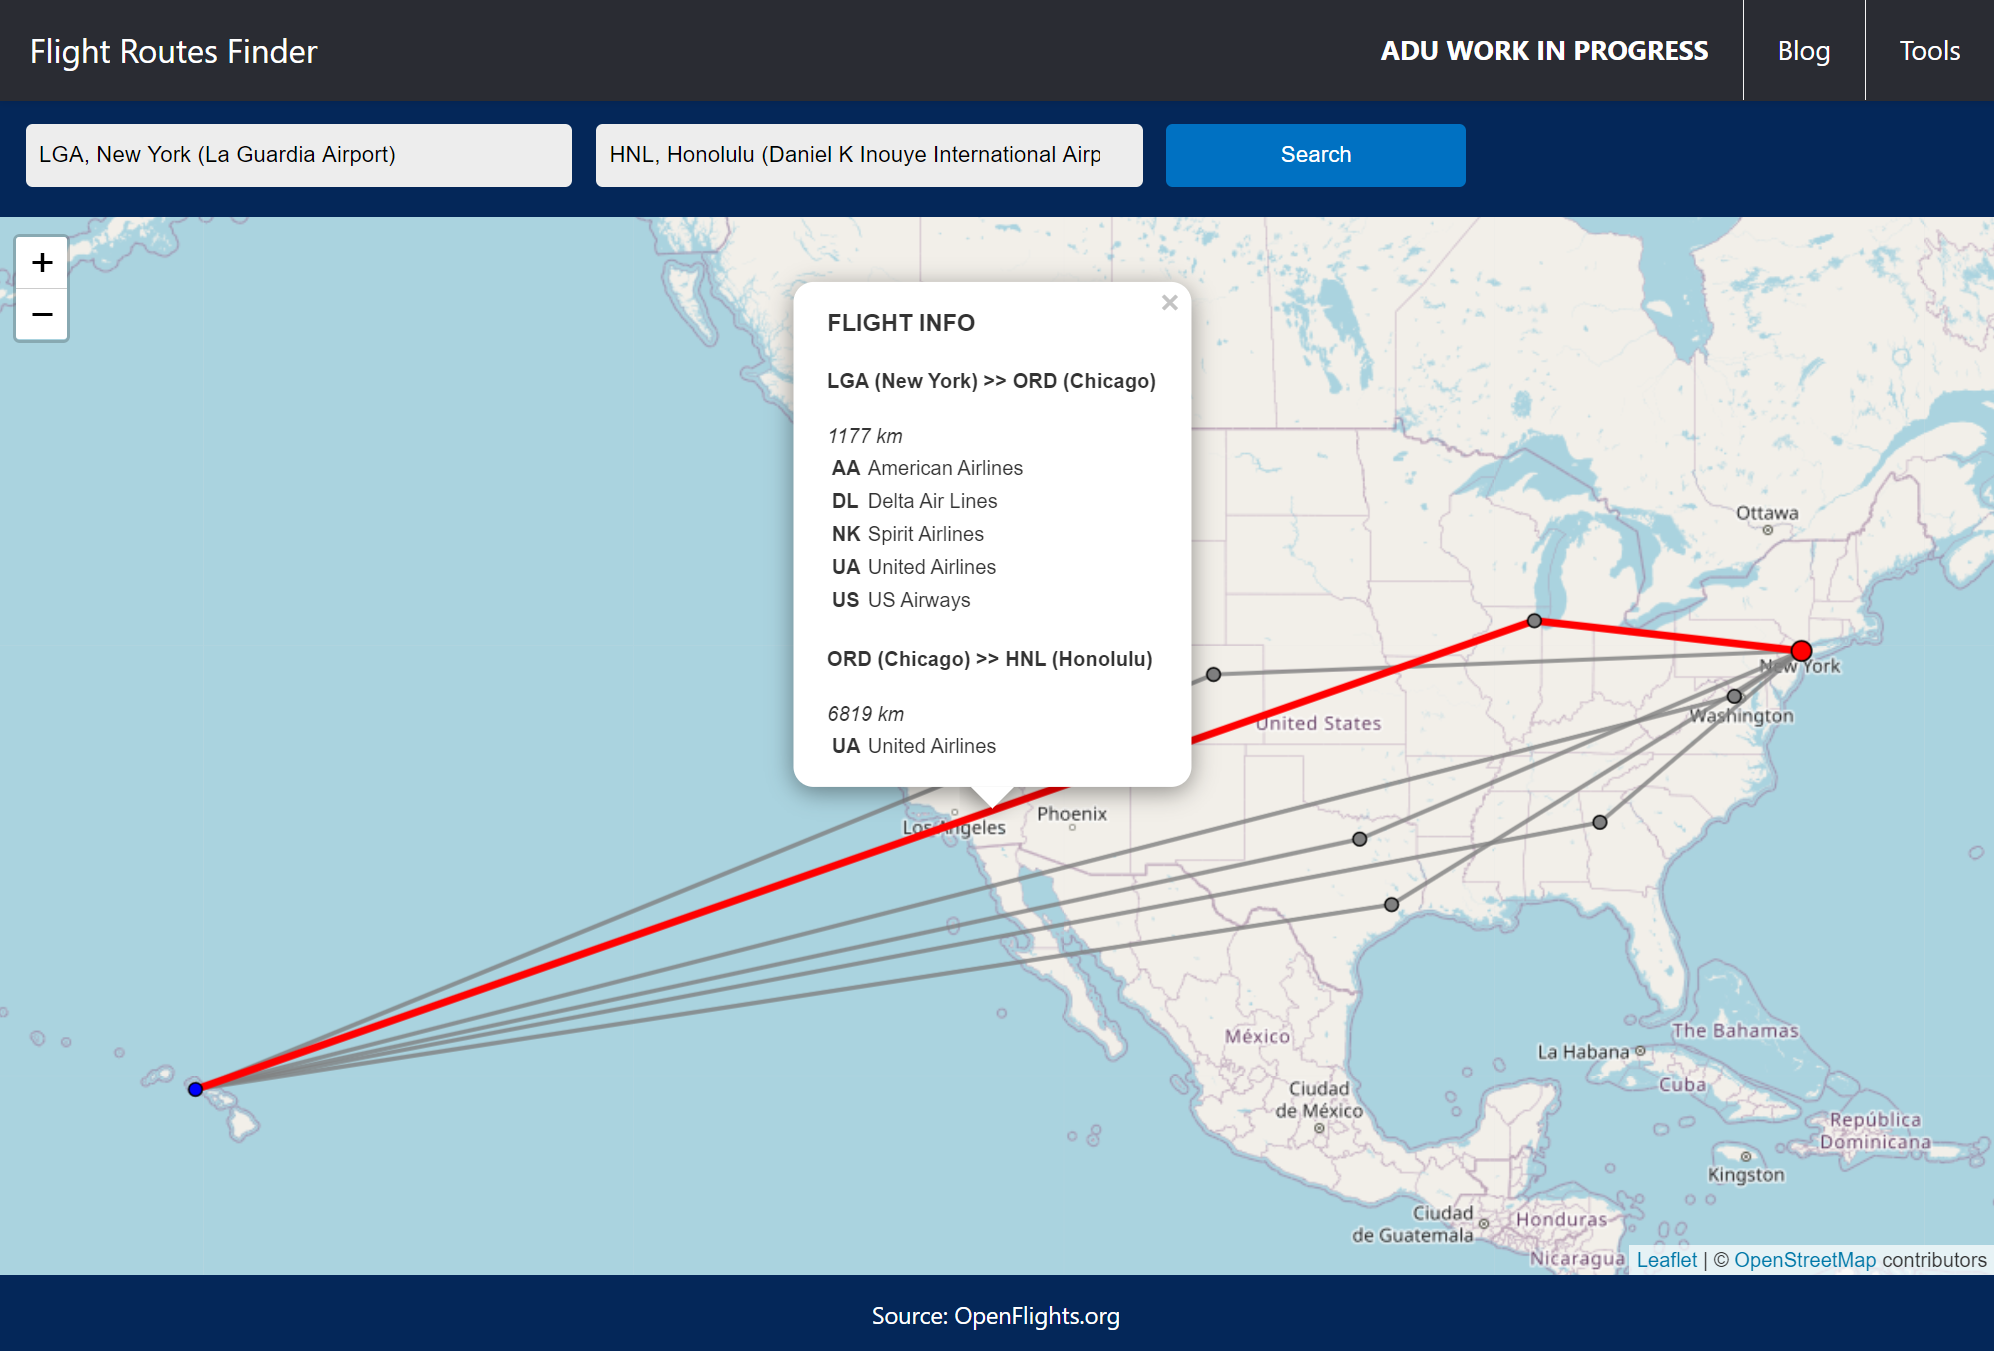 Flight Routes Finder
ADU WORK IN PROGRESS
Blog
Tools
LGA, New York (La Guardia Airport)
HNL, Honolulu (Daniel K Inouye International Airp
Search
+
−
×
FLIGHT INFO
LGA (New York) >> ORD (Chicago)
1177 km
AA American Airlines
DL Delta Air Lines
NK Spirit Airlines
UA United Airlines
US US Airways
ORD (Chicago) >> HNL (Honolulu)
6819 km
UA United Airlines
Ottawa
New York
Washington
United States
Phoenix
Los Angeles
México
The Bahamas
La Habana
Cuba
Ciudad
de México
República
Dominicana
Kingston
Ciudad
de Guatemala
Honduras
Nicaragua
Leaflet | © OpenStreetMap contributors
Source: OpenFlights.org